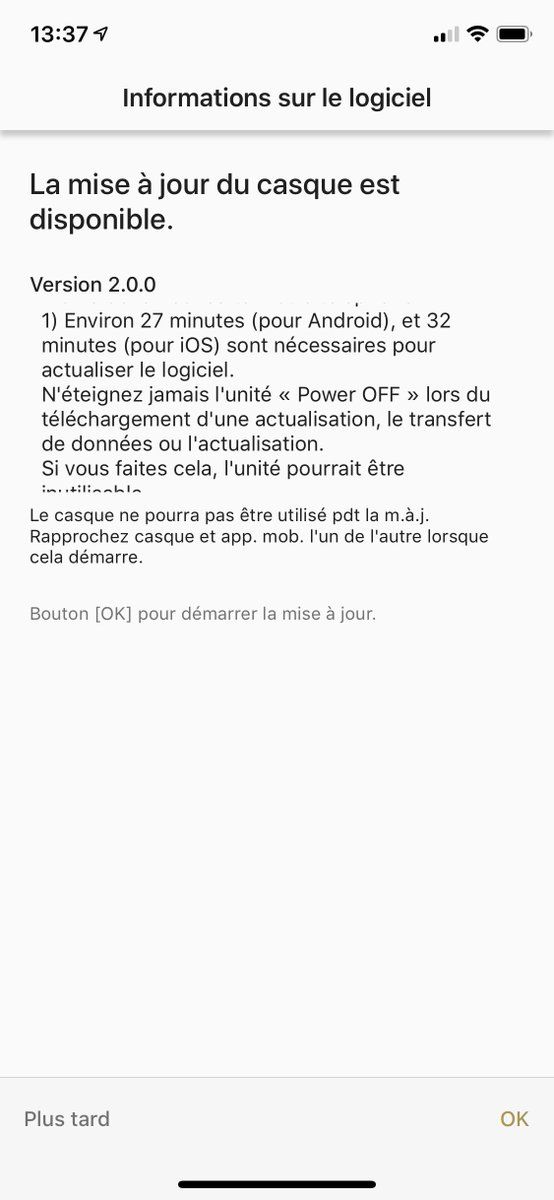 13:37
Informations sur le logiciel
La mise à jour du casque est
disponible.
Version 2.0.0
1) Environ 27 minutes (pour Android), et 32
minutes (pour iOS) sont nécessaires pour
actualiser le logiciel.
N'éteignez jamais l'unité « Power OFF » lors du
téléchargement d'une actualisation, le transfert
de données ou l'actualisation.
Si vous faites cela, l'unité pourrait être
inutilisable
Le casque ne pourra pas être utilisé pdt la m.à.j.
Rapprochez casque et app. mob. l'un de l'autre lorsque
cela démarre.
Bouton [OK] pour démarrer la mise à jour.
Plus tard
OK